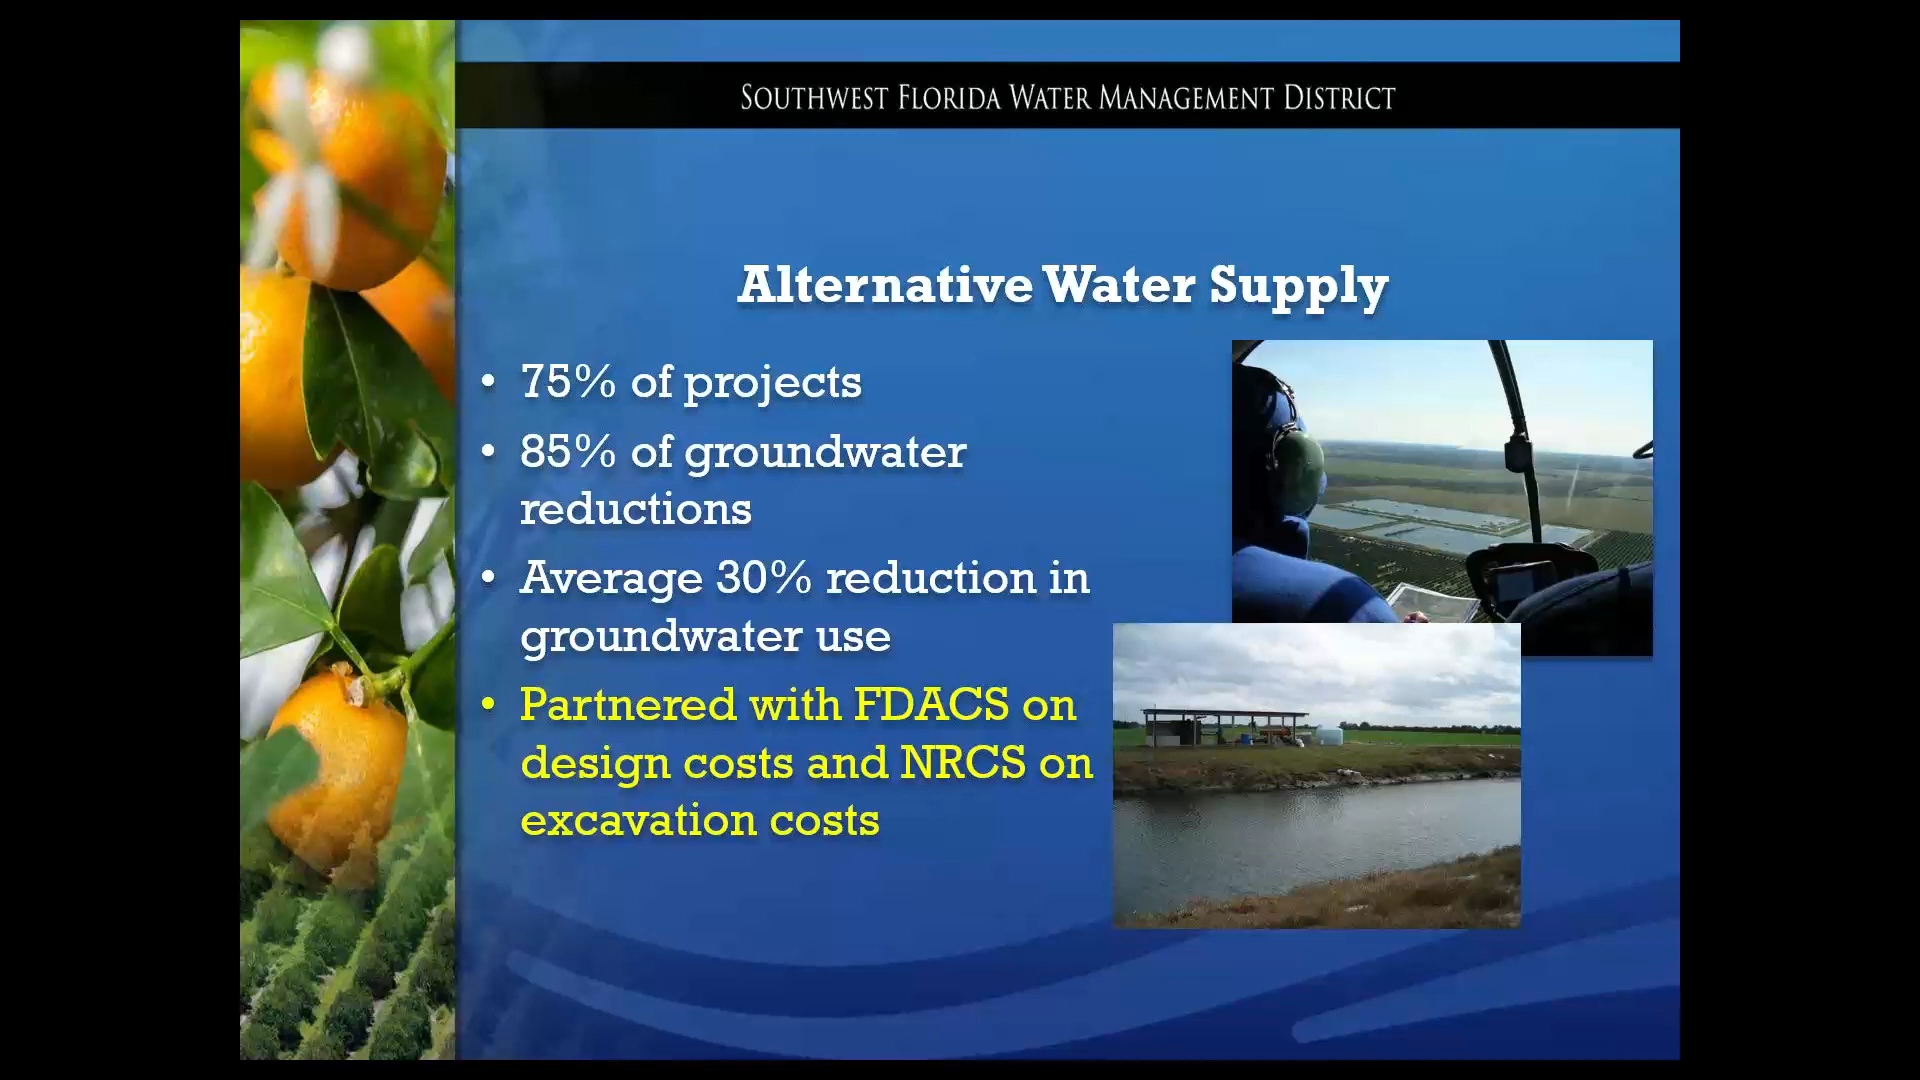 SOUTHWEST FLORIDA WATER MANAGEMENT DISTRICT
Alternative Water Supply
• 75% of projects
• 85% of groundwater
reductions
• Average 30% reduction in
groundwater use
• Partnered with FDACS on
design costs and NRCS on
excavation costs